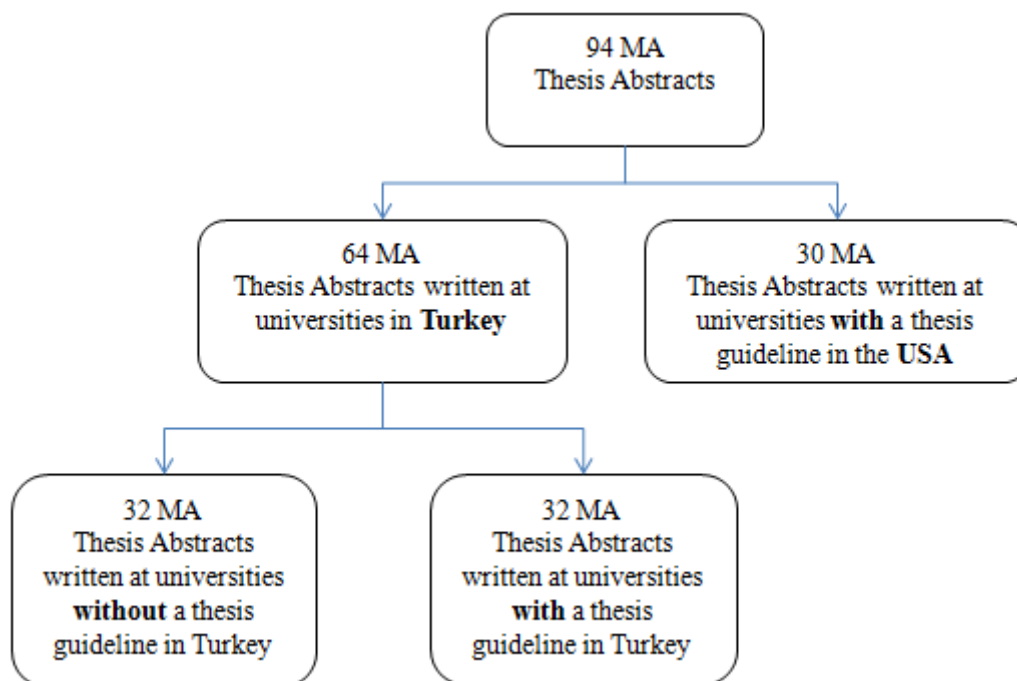 94 MA
Thesis Abstracts
64 MA
Thesis Abstracts written at
universities in Turkey
30 MA
Thesis Abstracts written at
universities with a thesis
guideline in the USA
32 MA
Thesis Abstracts
written at universities
without a thesis
guideline in Turkey
32 MA
Thesis Abstracts
written at universities
with a thesis
guideline in Turkey